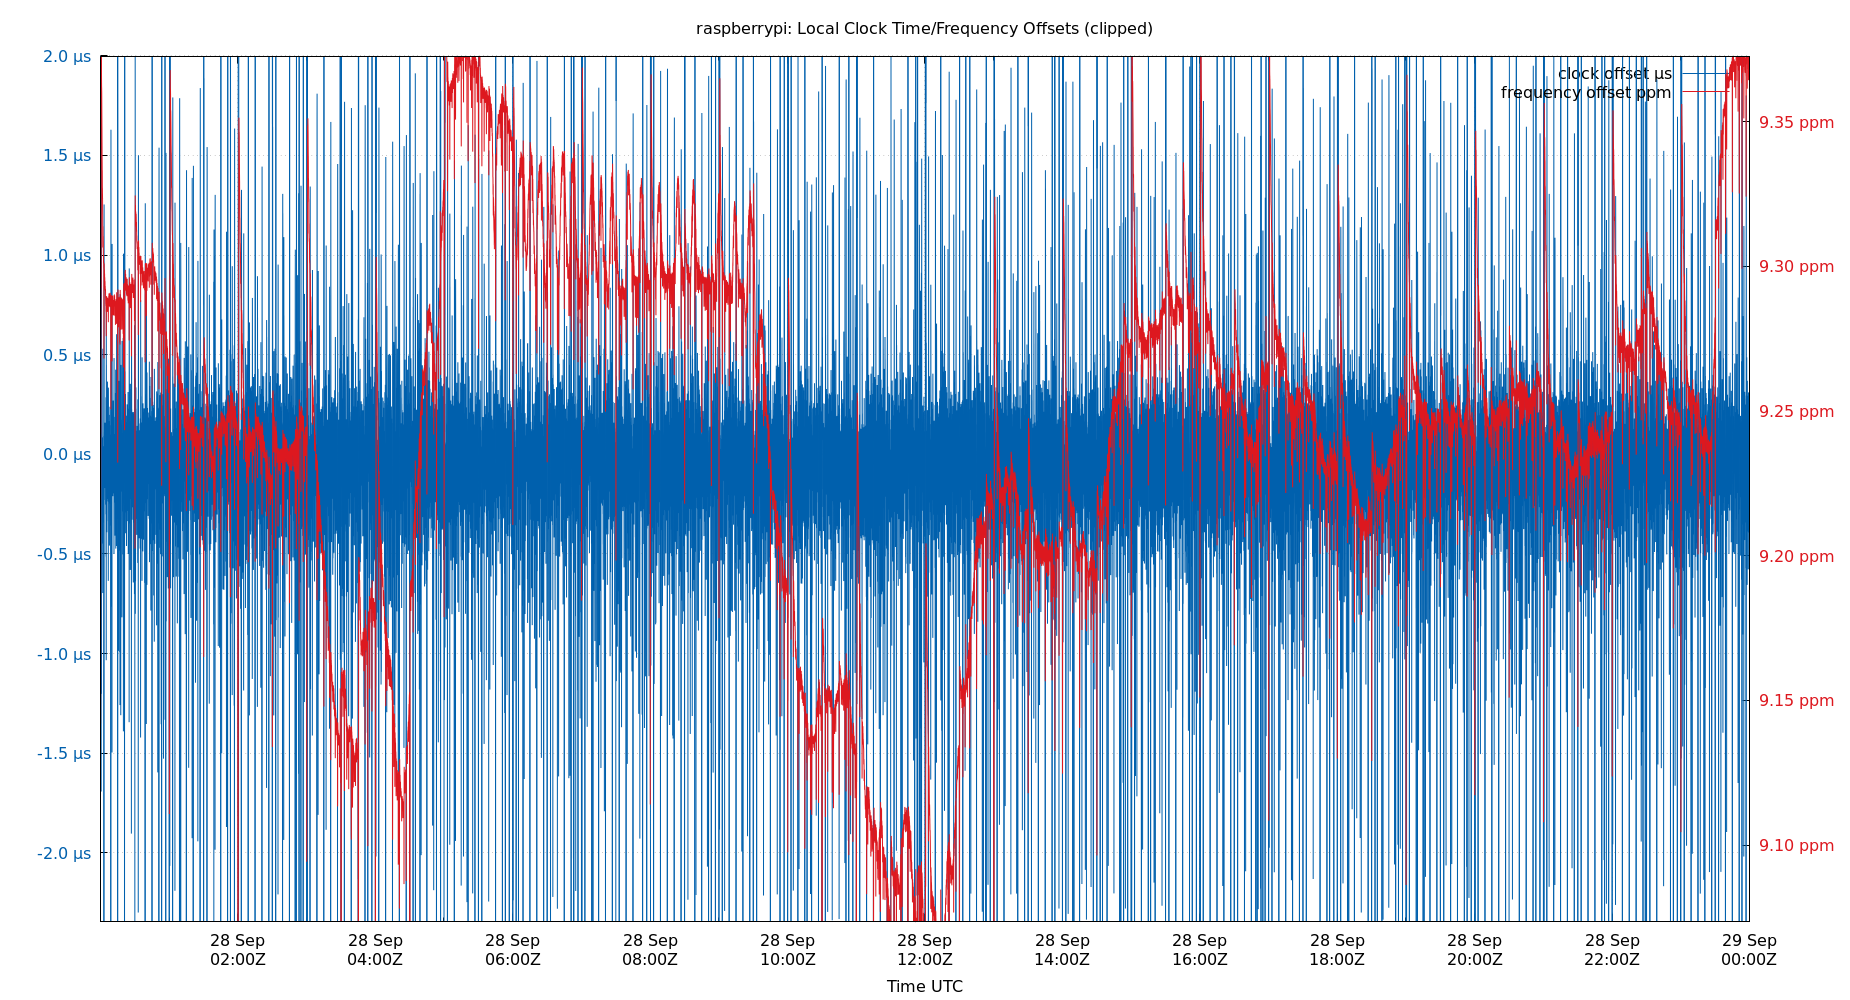 raspberrypi: Local Clock Time/Frequency Offsets (clipped)
2.0 µs
1.5 µs
1.0 µs
0.5 µs
0.0 µs
-0.5 µs
-1.0 µs
-1.5 µs
-2.0 µs
clock offset µs
frequency offset ppm
9.35 ppm
9.30 ppm
9.25 ppm
9.20 ppm
9.15 ppm
9.10 ppm
28 Sep 28 Sep 28 Sep 28 Sep 28 Sep 28 Sep 28 Sep 28 Sep 28 Sep 28 Sep 28 Sep 29 Sep
02:00Z 04:00Z 06:00Z 08:00Z 10:00Z 12:00Z 14:00Z 16:00Z 18:00Z 20:00Z 22:00Z 00:00Z
Time UTC